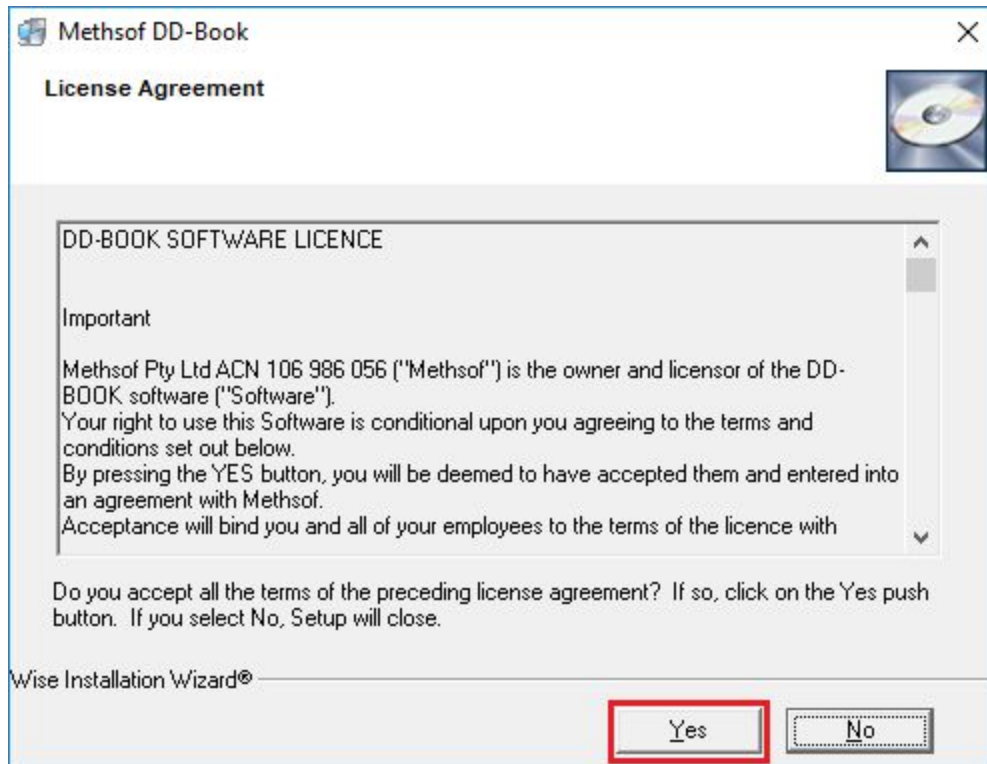 Methsof DD-Book
License Agreement
DD-BOOK SOFTWARE LICENCE
Important
Methsof Pty Ltd ACN 106 986 056 ("Methsof") is the owner and licensor of the DD-
BOOK software ("Software").
Your right to use this Software is conditional upon you agreeing to the terms and
conditions set out below.
By pressing the YES button, you will be deemed to have accepted them and entered into
an agreement with Methsof.
Acceptance will bind you and all of your employees to the terms of the licence with
Do you accept all the terms of the preceding license agreement? If so, click on the Yes push
button. If you select No, Setup will close.
Wise Installation Wizard®
Yes
No